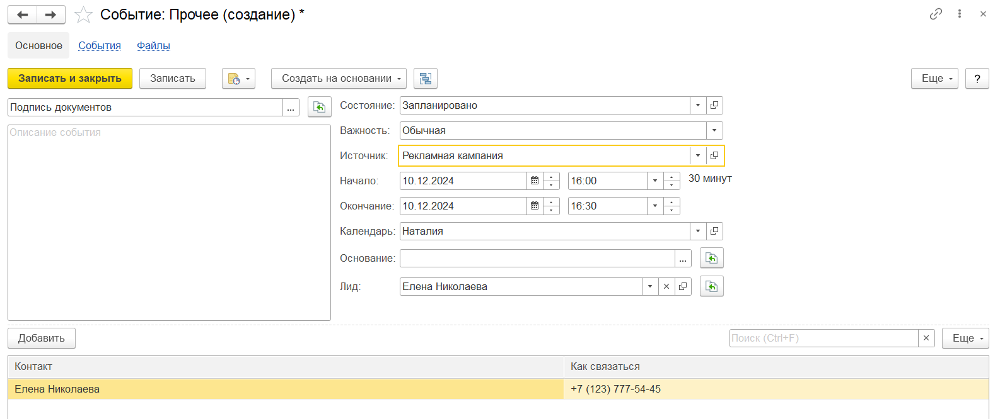 Событие: Прочее (создание) *
Основное События Файлы
Записать и закрыть Записать Создать на основании Еще ?
Подпись документов ...
Описание события
Состояние: Запланировано
Важность: Обычная
Источник: Рекламная кампания
Начало: 10.12.2024 16:00 30 минут
Окончание: 10.12.2024 16:30
Календарь: Наталия
Основание: ...
Лид: Елена Николаева
Добавить Поиск (Ctrl+F) Еще
Контакт Как связаться
Елена Николаева +7 (123) 777-54-45